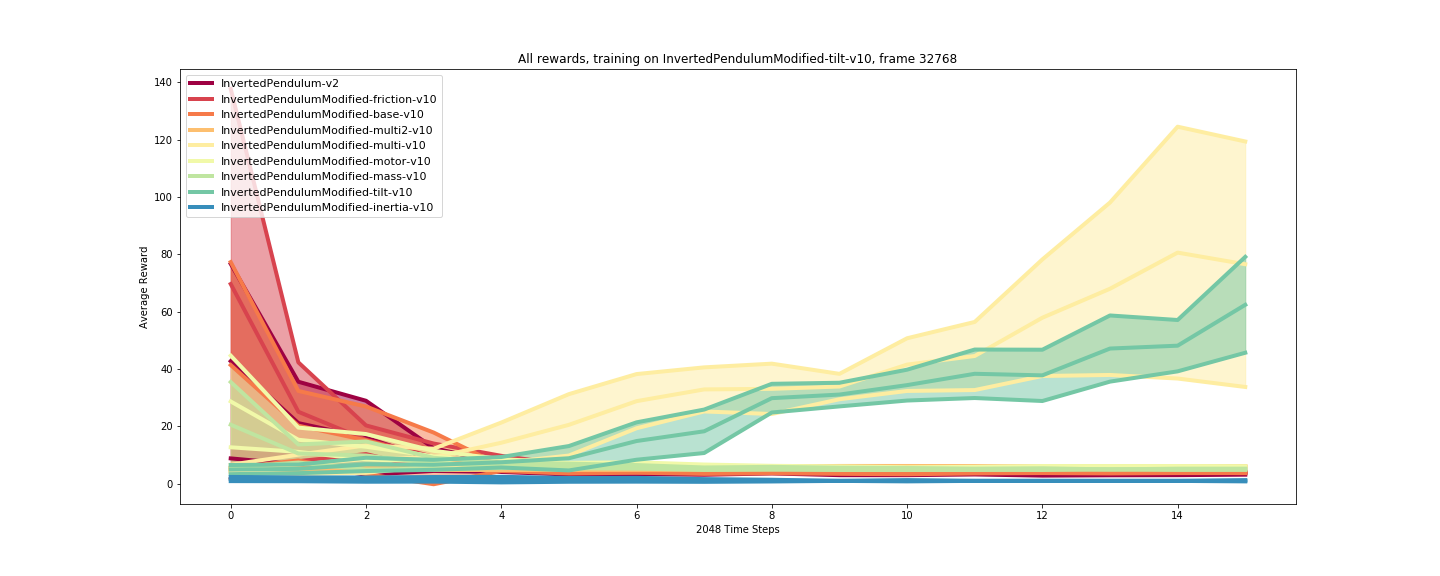 All rewards, training on InvertedPendulumModified-tilt-v10, frame 32768
140
120
100
80
60
40
20
0
Average Reward
InvertedPendulum-v2
InvertedPendulumModified-friction-v10
InvertedPendulumModified-base-v10
InvertedPendulumModified-multi2-v10
InvertedPendulumModified-multi-v10
InvertedPendulumModified-motor-v10
InvertedPendulumModified-mass-v10
InvertedPendulumModified-tilt-v10
InvertedPendulumModified-inertia-v10
0 2 4 6 8 10 12 14
2048 Time Steps